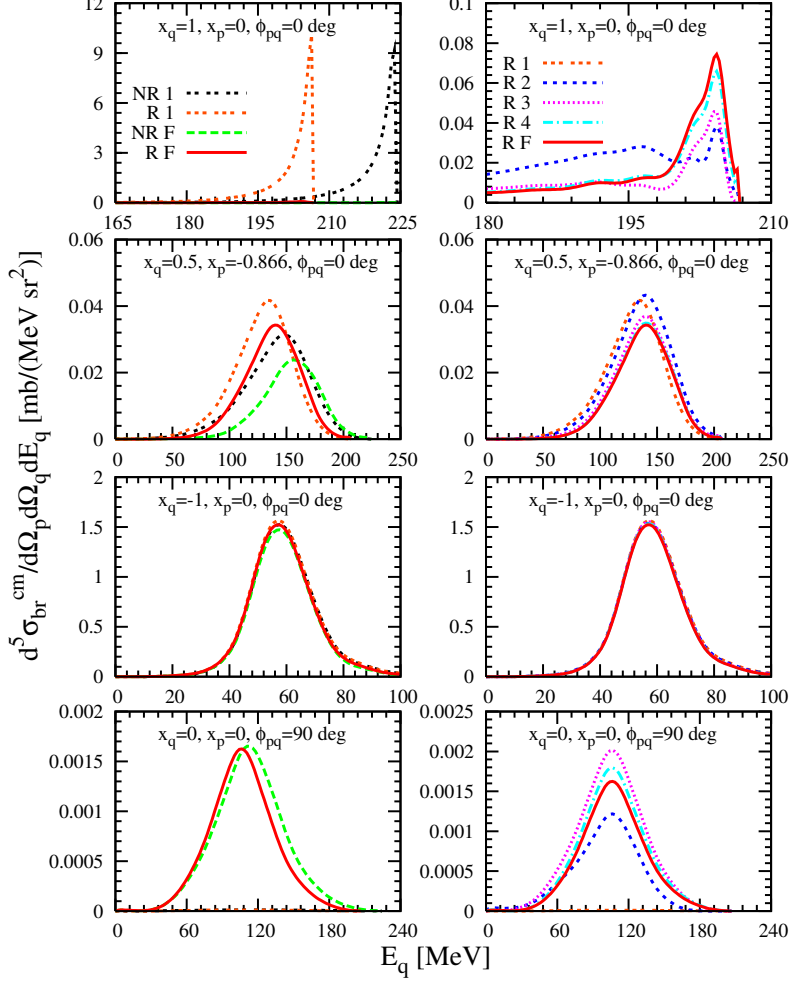 x_q=1, x_p=0, ϕ_pq=0 deg
12
9
6
3
0
NR 1
R 1
NR F
R F
165 180 195 210 225
x_q=1, x_p=0, ϕ_pq=0 deg
0.1
0.08
0.06
0.04
0.02
0
R 1
R 2
R 3
R 4
R F
180 195 210
x_q=0.5, x_p=-0.866, ϕ_pq=0 deg
0.06
0.04
0.02
0
0 50 100 150 200 250
x_q=0.5, x_p=-0.866, ϕ_pq=0 deg
0.06
0.04
0.02
0
0 50 100 150 200 250
x_q=-1, x_p=0, ϕ_pq=0 deg
2
1.5
1
0.5
0
0 20 40 60 80 100
x_q=-1, x_p=0, ϕ_pq=0 deg
2
1.5
1
0.5
0
0 20 40 60 80 100
x_q=0, x_p=0, ϕ_pq=90 deg
0.002
0.0015
0.001
0.0005
0
0 60 120 180 240
x_q=0, x_p=0, ϕ_pq=90 deg
0.0025
0.002
0.0015
0.001
0.0005
0
0 60 120 180 240
d^5σ_br^cm/dΩ_pdΩ_qdE_q [mb/(MeV sr^2)]
E_q [MeV]